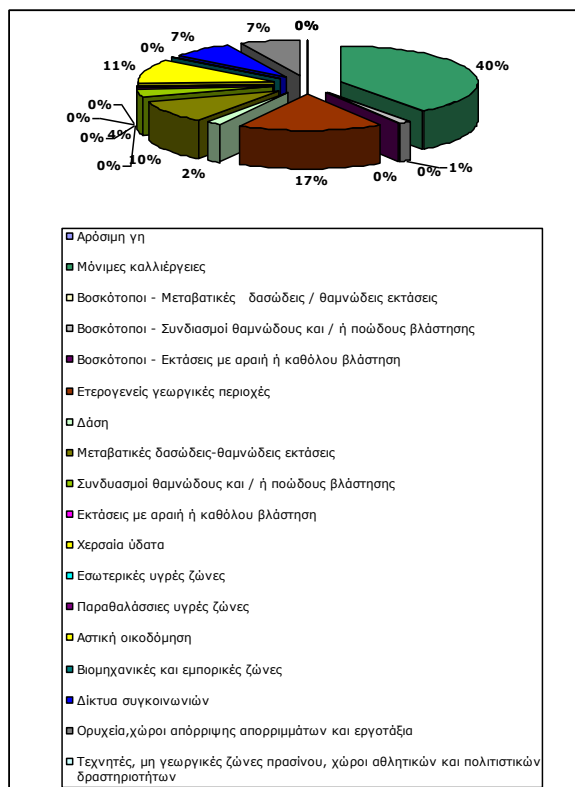 7% 7% 0% 0%
0% 40%
11%
0%
0%
0% 4%
0% 10% 2% 17% 0% 0% 1%
Αρόσιμη γη
Μόνιμες καλλιέργειες
Βοσκότοποι - Μεταβατικές δασώδεις / θαμνώδεις εκτάσεις
Βοσκότοποι - Συνδιασμοί θαμνώδους και / ή ποώδους βλάστησης
Βοσκότοποι - Εκτάσεις με αραιή ή καθόλου βλάστηση
Ετερογενείς γεωργικές περιοχές
Δάση
Μεταβατικές δασώδεις-θαμνώδεις εκτάσεις
Συνδυασμοί θαμνώδους και / ή ποώδους βλάστησης
Εκτάσεις με αραιή ή καθόλου βλάστηση
Χερσαία ύδατα
Εσωτερικές υγρές ζώνες
Παραθαλάσσιες υγρές ζώνες
Αστική οικοδόμηση
Βιομηχανικές και εμπορικές ζώνες
Δίκτυα συγκοινωνιών
Ορυχεία,χώροι απόρριψης απορριμμάτων και εργοτάξια
Τεχνητές, μη γεωργικές ζώνες πρασίνου, χώροι αθλητικών και πολιτιστικών
δραστηριοτήτων